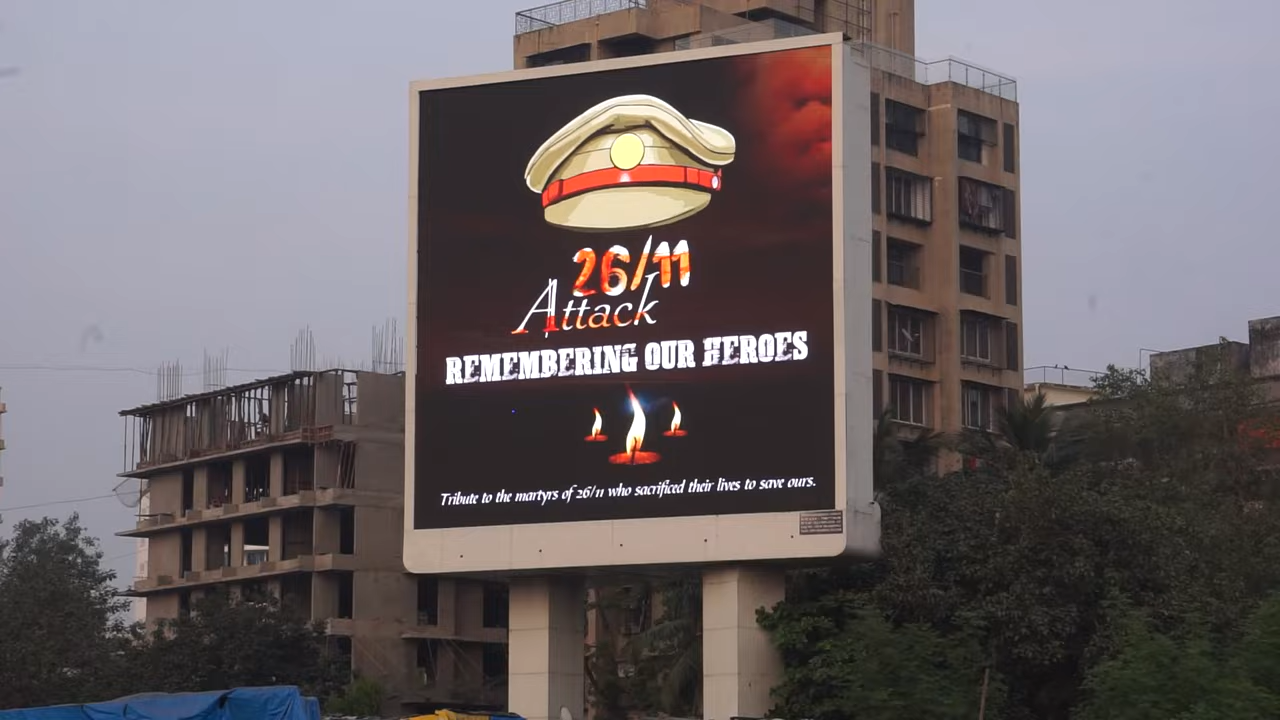 26/11
Attack
REMEMBERING OUR HEROES
Tribute to the martyrs of 26/11 who sacrificed their lives to save ours.